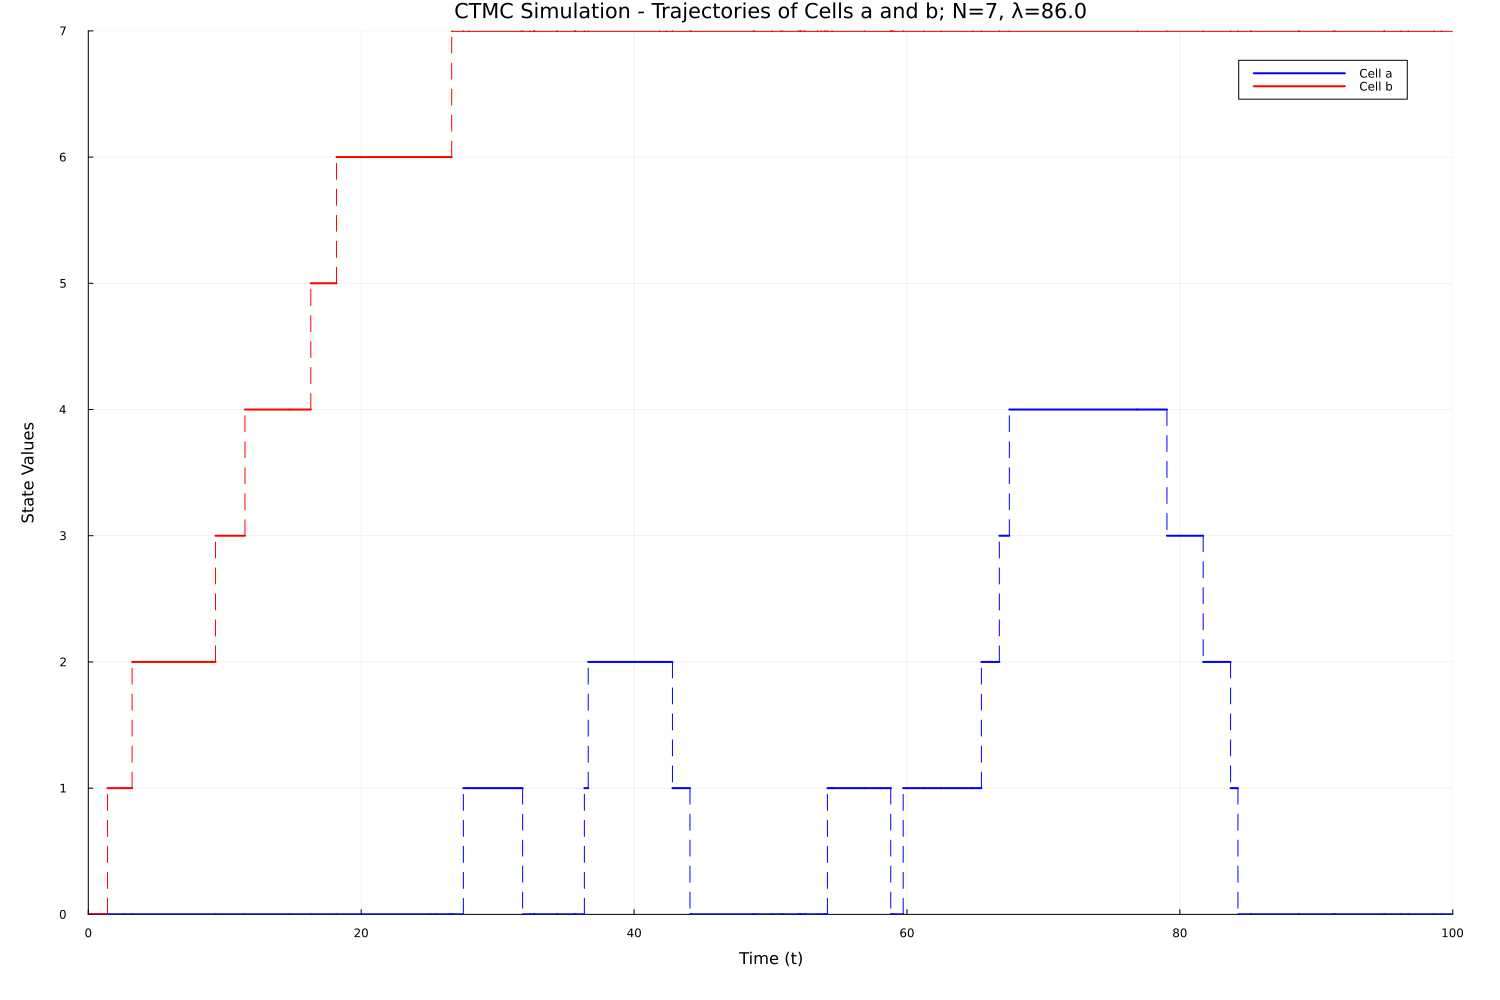 CTMC Simulation - Trajectories of Cells a and b; N=7, λ=86.0
7
6
5
4
3
2
1
0
State Values
Cell a
Cell b
0 20 40 60 80 100
Time (t)